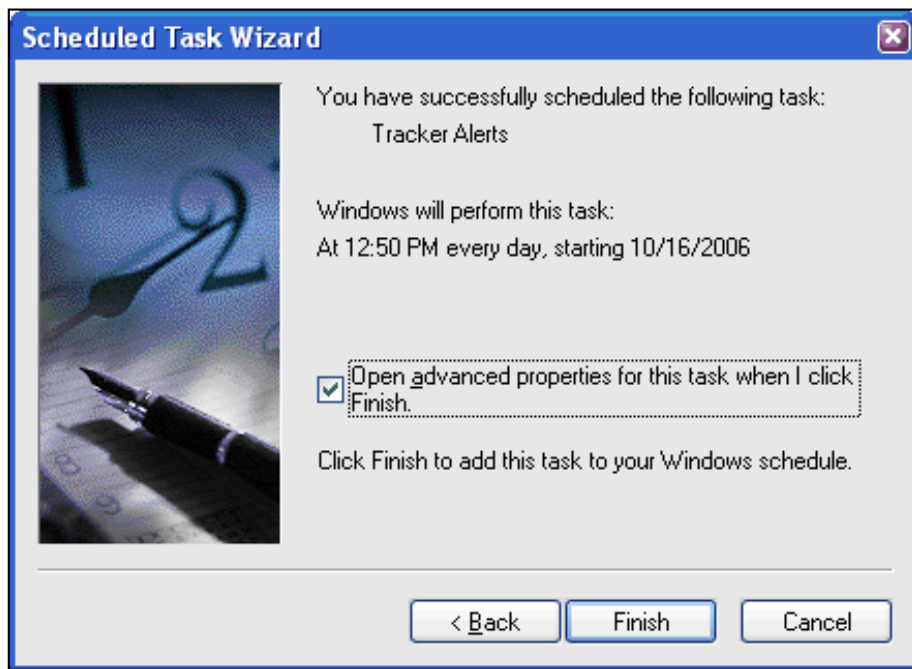 Scheduled Task Wizard
You have successfully scheduled the following task:
Tracker Alerts
Windows will perform this task:
At 12:50 PM every day, starting 10/16/2006
Open advanced properties for this task when I click
Finish.
Click Finish to add this task to your Windows schedule.
< Back
Finish
Cancel